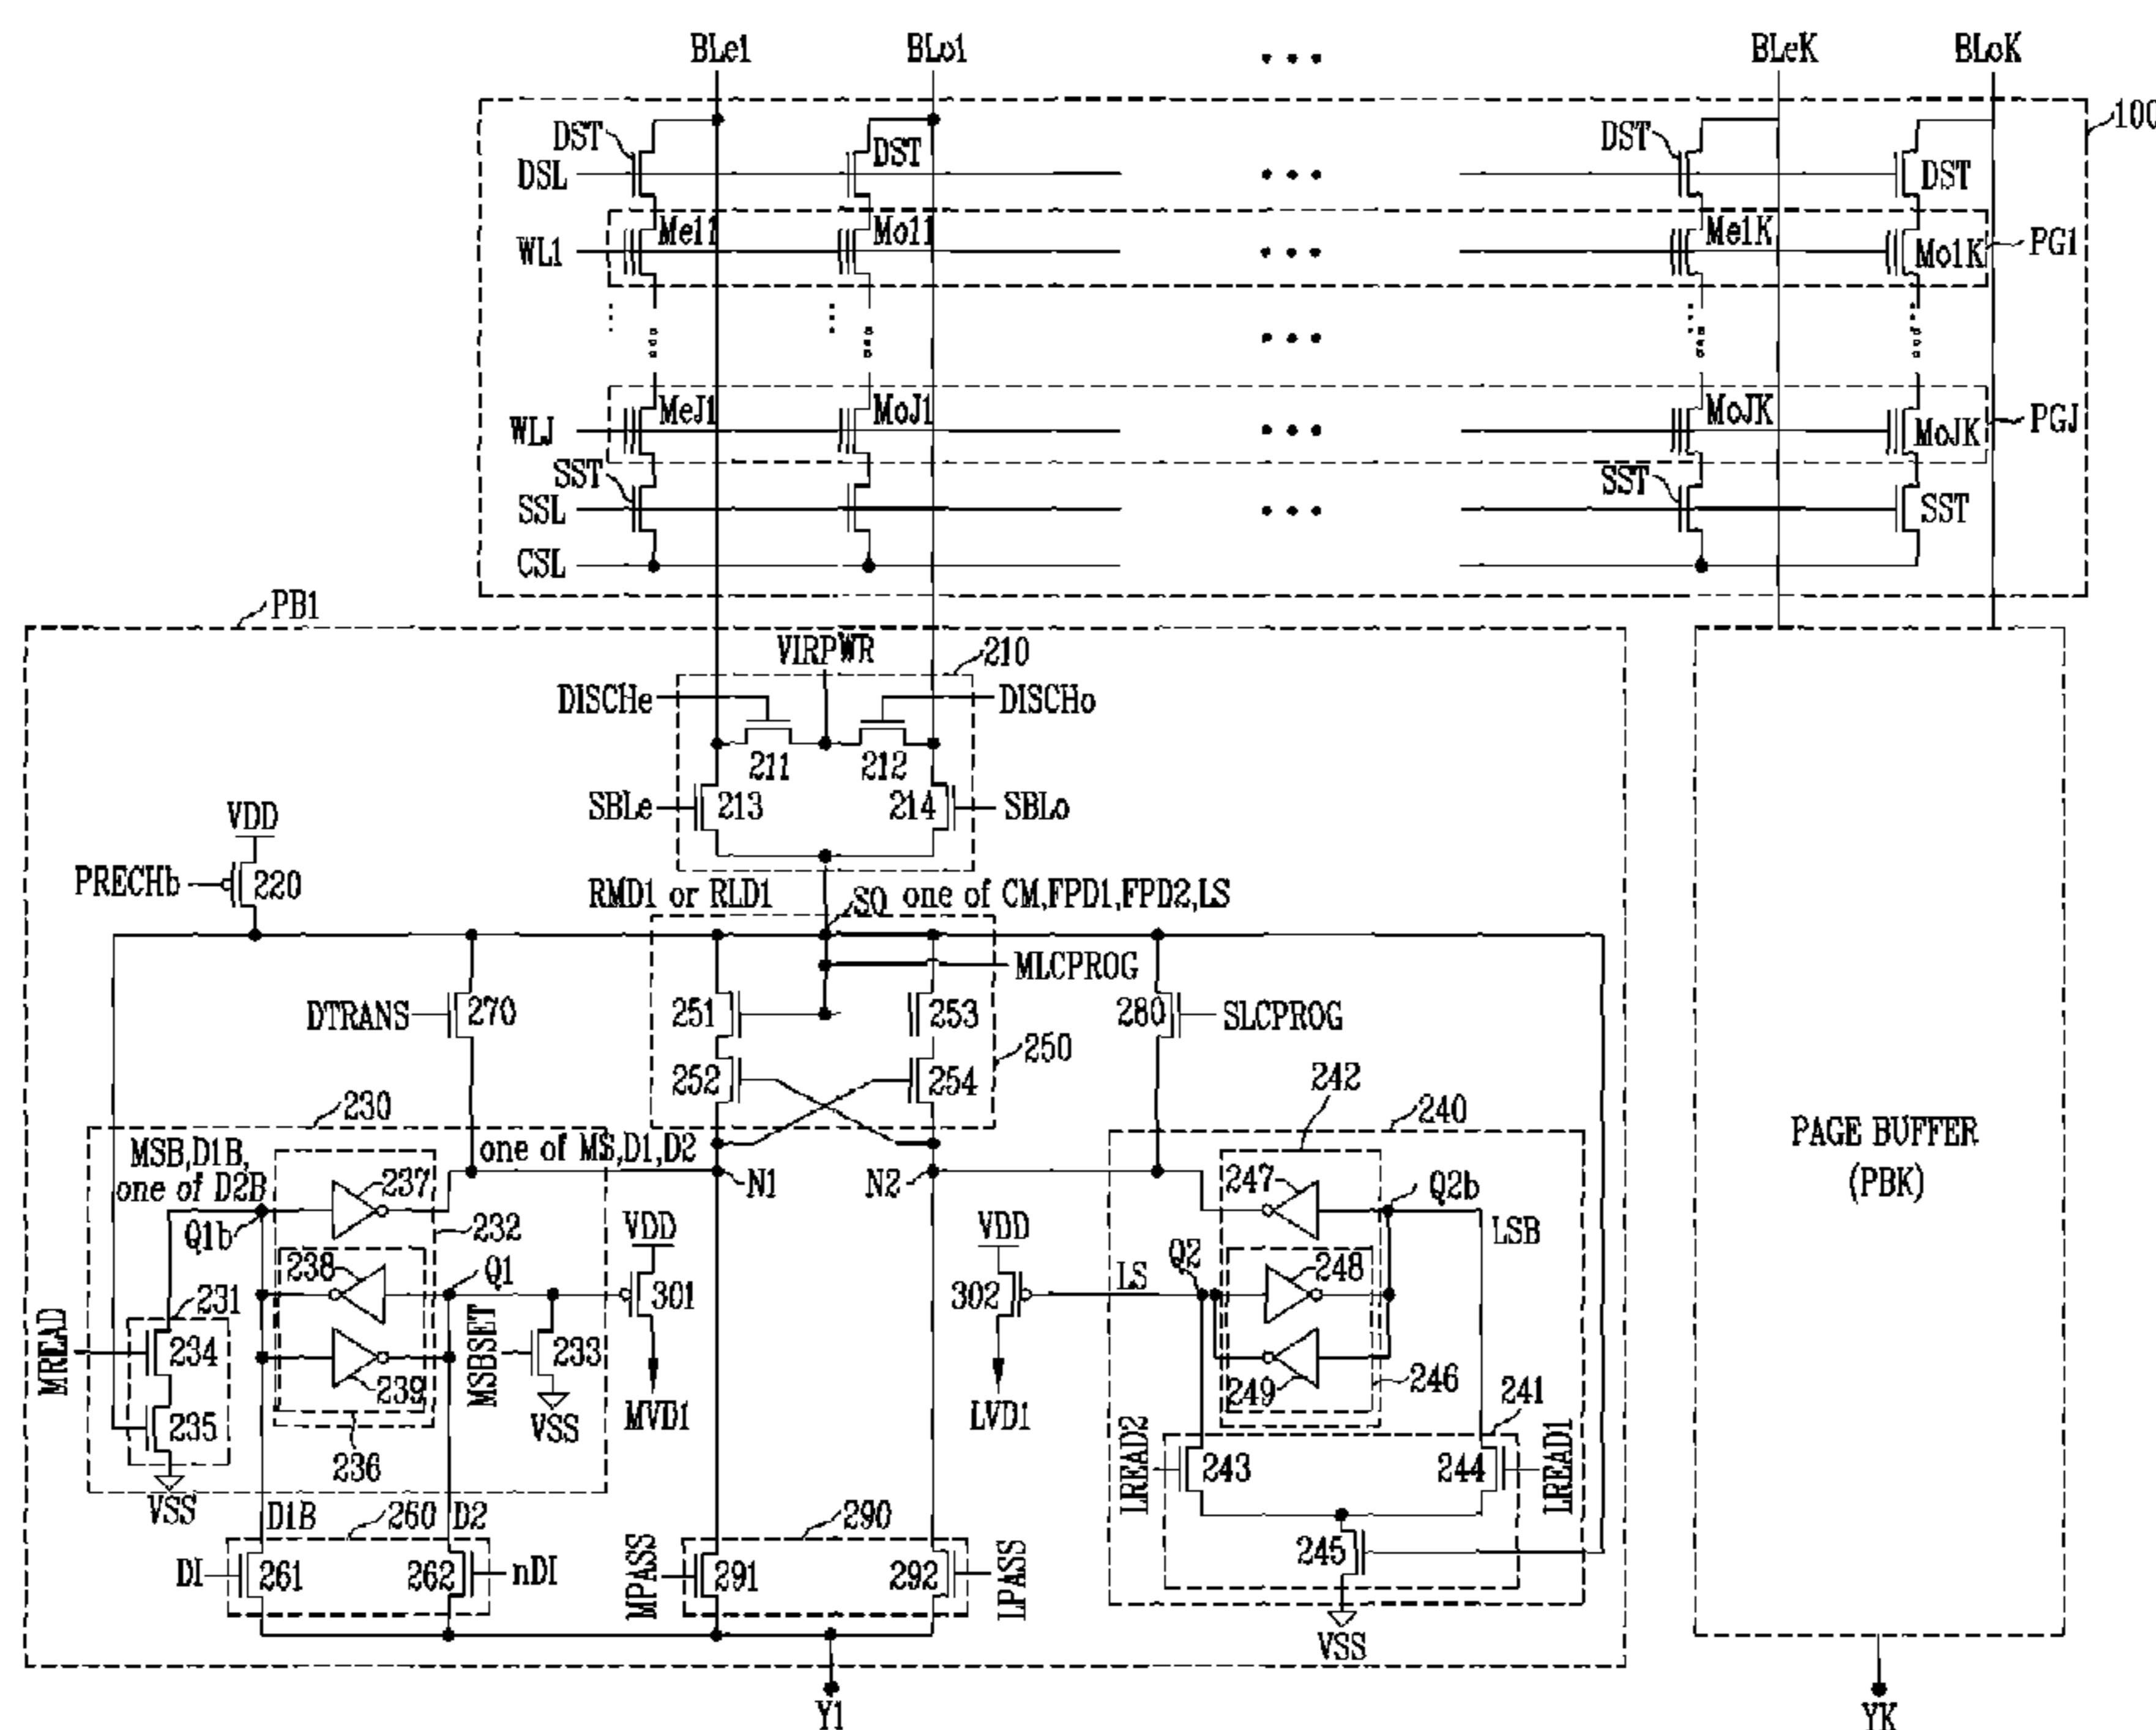 BLe1 BLo1 • • • BLeK BLoK
100
DST DST DST DST
DSL • • •
Me11 Mo11 Me1K Mo1K
WL1 • • • PG1
• • •
MeJ1 MoJ1 MoJK MoJK
WLJ • • • PGJ
SST SST SST
SSL • • •
CSL
PB1
VIRPWR 210
DISCHe DISCHo
211 212
SBLe 213 214 SBLo
VDD
PRECHb 220
RMD1 or RLD1 SO one of CM,FPD1,FPD2,LS
MLCPROG
DTRANS 270 251 253 280 SLCPROG
252 254 250
242
230 240
MSB,D1B,
one of D2B
one of MS,D1,D2
237 N1 N2 247 Q2b
Q1b 232 VDD VDD LSB
238 Q1 Q2 248
231 301 302 LS
MREAD 234 MSBSET 233
239 249 246 241
235 VSS MVD1 LVD1
236 LREAD2 243 244 LREAD1
VSS
D1B 260 D2 290
245
DI 261 262 nDI MPASS 291 292 LPASS
VSS
Y1
PAGE BUFFER
(PBK)
YK